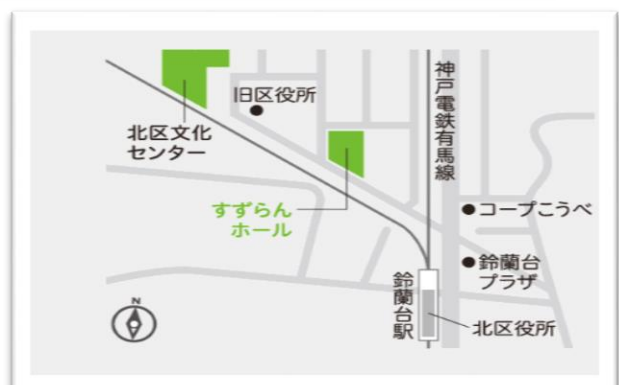 北区文化
センター
旧区役所
すずらん
ホール
神戸電鉄有馬線
コープこうべ
鈴蘭台
プラザ
鈴蘭台駅
北区役所
N